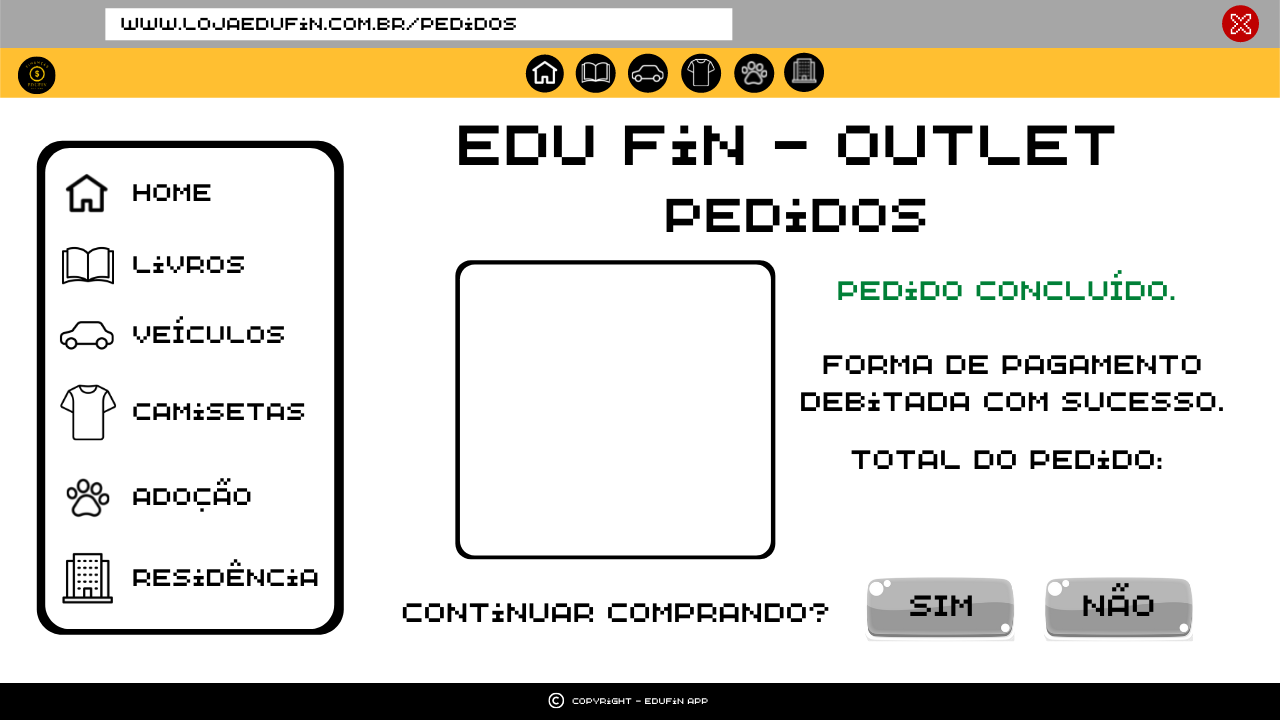 WWW.LOJAEDUFIN.COM.BR/PEDIDOS
EDU FIN - OUTLET
PEDIDOS
HOME
LIVROS
VEÍCULOS
CAMISETAS
ADOÇÃO
RESIDÊNCIA
PEDIDO CONCLUÍDO.
FORMA DE PAGAMENTO
DEBITADA COM SUCESSO.
TOTAL DO PEDIDO:
CONTINUAR COMPRANDO?
SIM
NÃO
© COPYRIGHT - EDUFIN APP